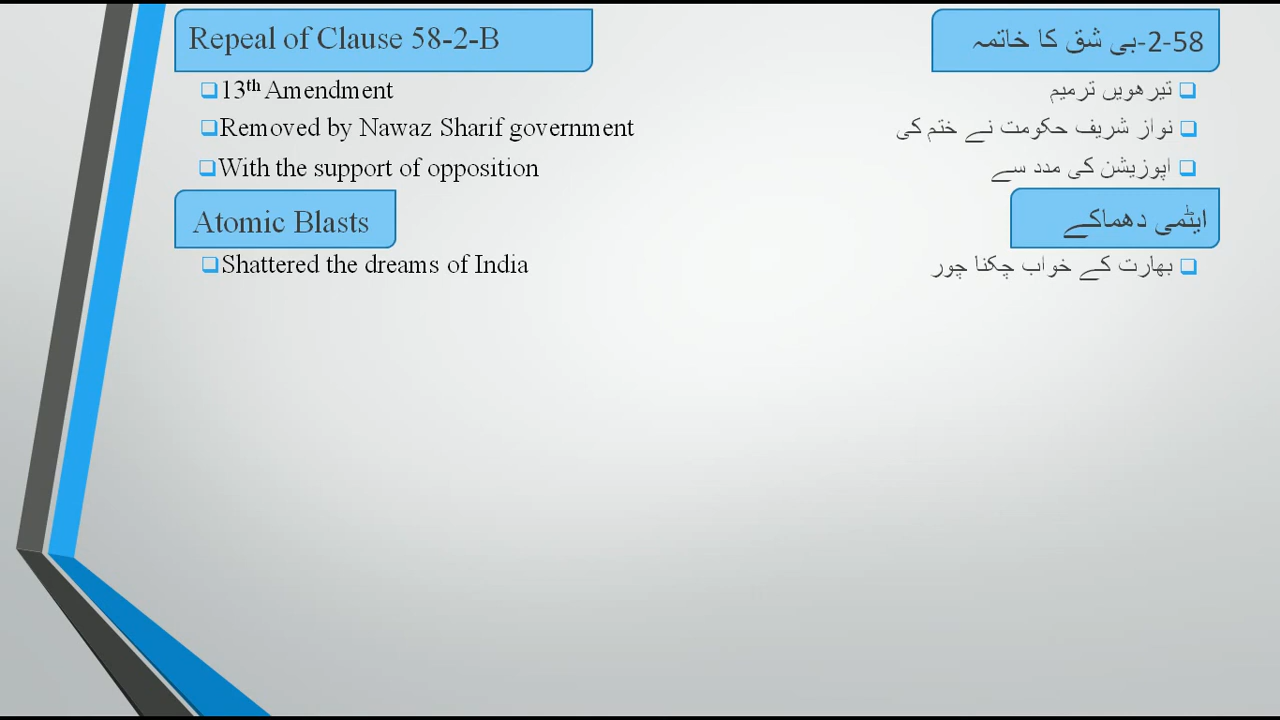 Repeal of Clause 58-2-B
58-2-بی شق کا خاتمہ
13th Amendment
تیرھویں ترمیم
Removed by Nawaz Sharif government
نواز شریف حکومت نے ختم کی
With the support of opposition
اپوزیشن کی مدد سے
Atomic Blasts
ایٹمی دھماکے
Shattered the dreams of India
بھارت کے خواب چکنا چور